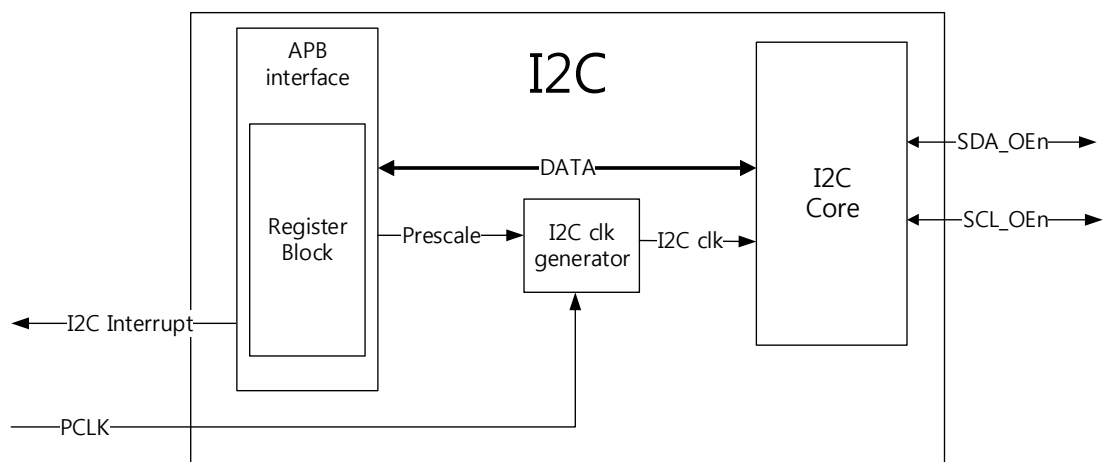 APB
interface
I2C
SDA_OEn
DATA
I2C
Core
Register
Block
Prescale
I2C clk
generator
I2C clk
SCL_OEn
I2C Interrupt
PCLK